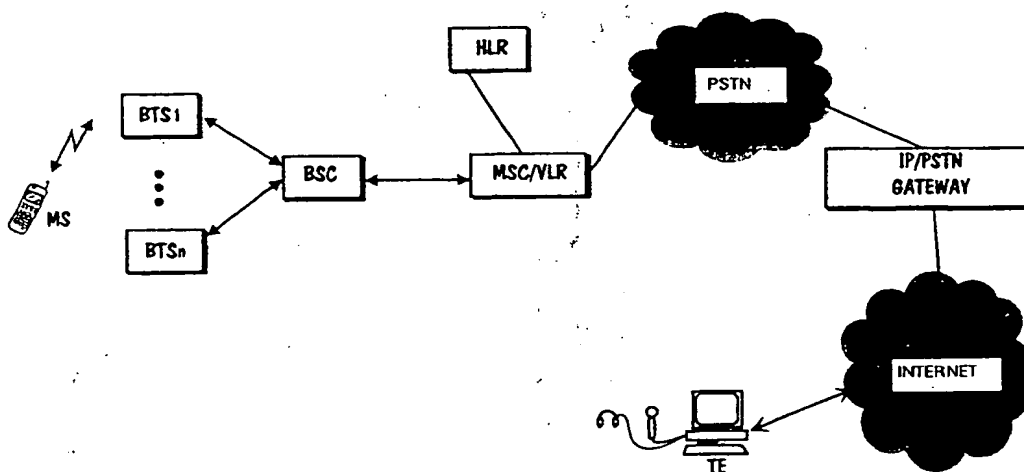 HLR
PSTN
BTS1
BSC
MSC/VLR
IP/PSTN
GATEWAY
MS
BTSn
INTERNET
TE